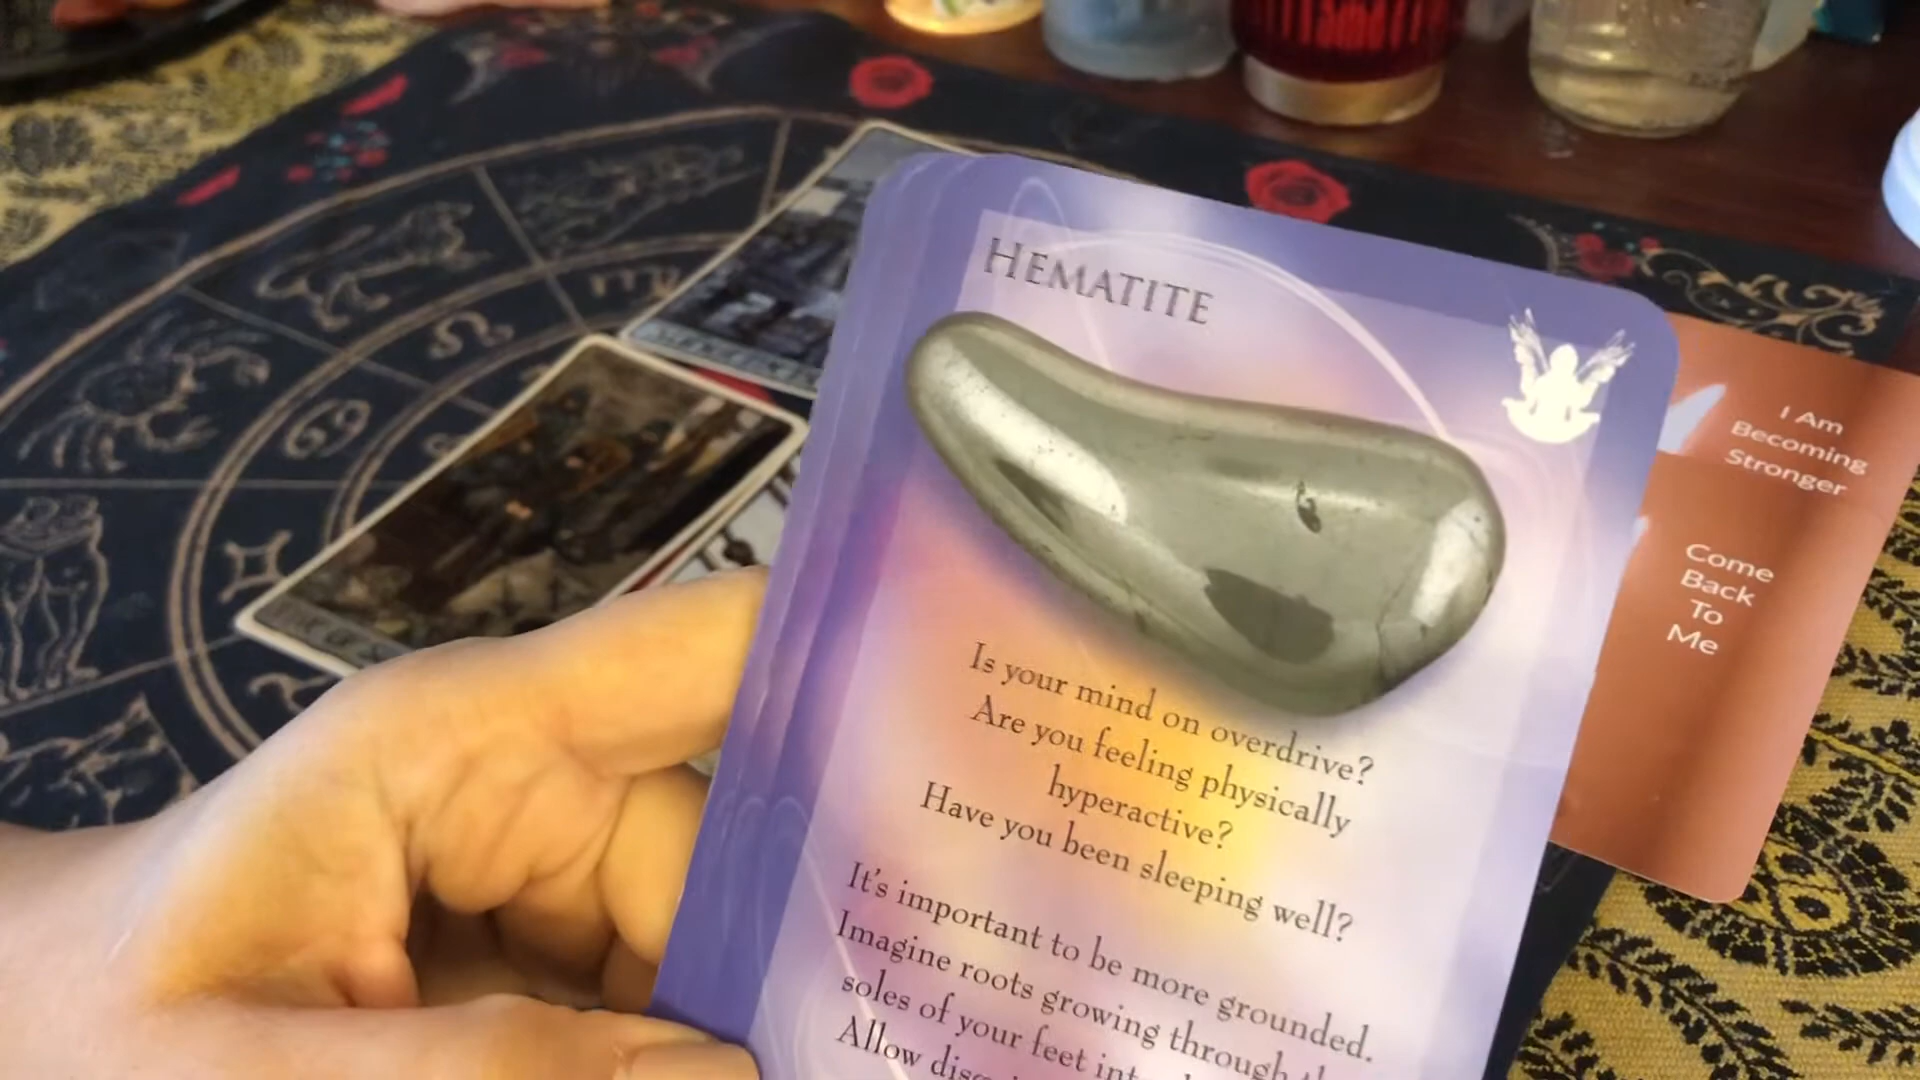 HEMATITE
Is your mind on overdrive?
Are you feeling physically
hyperactive?
Have you been sleeping well?
It's important to be more grounded.
Imagine roots growing through
soles of your feet
Allow
I Am
Becoming
Stronger
Come
Back
To
Me